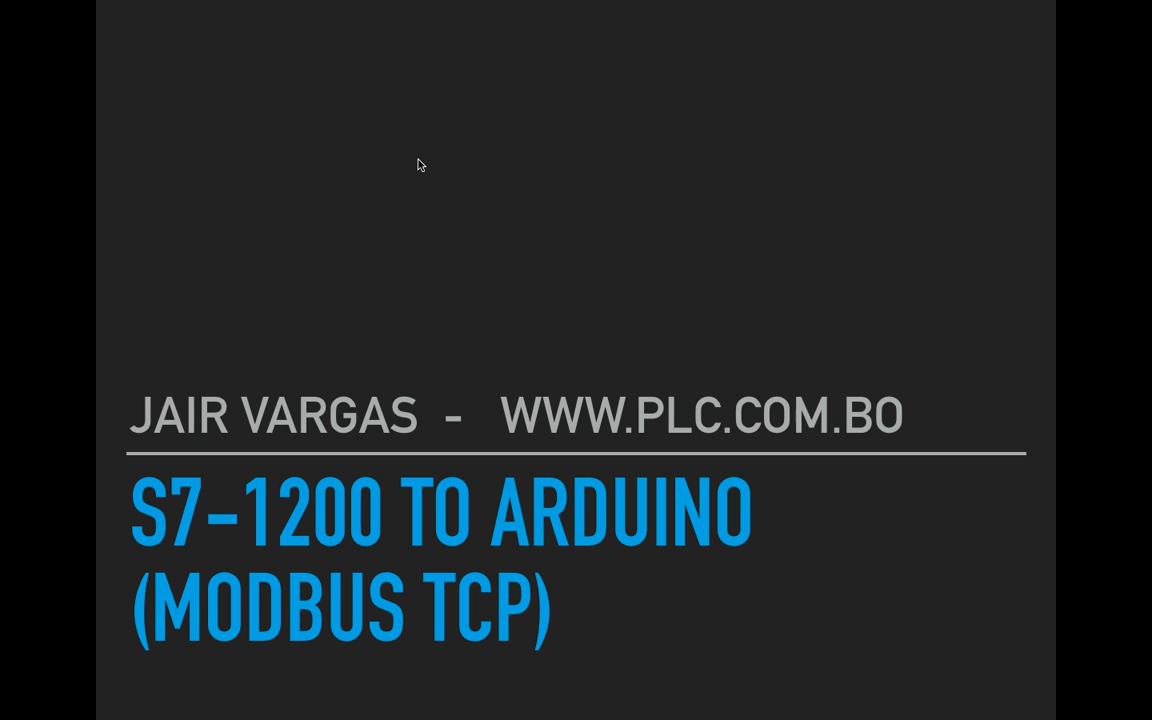 JAIR VARGAS - WWW.PLC.COM.BO
S7-1200 TO ARDUINO
(MODBUS TCP)